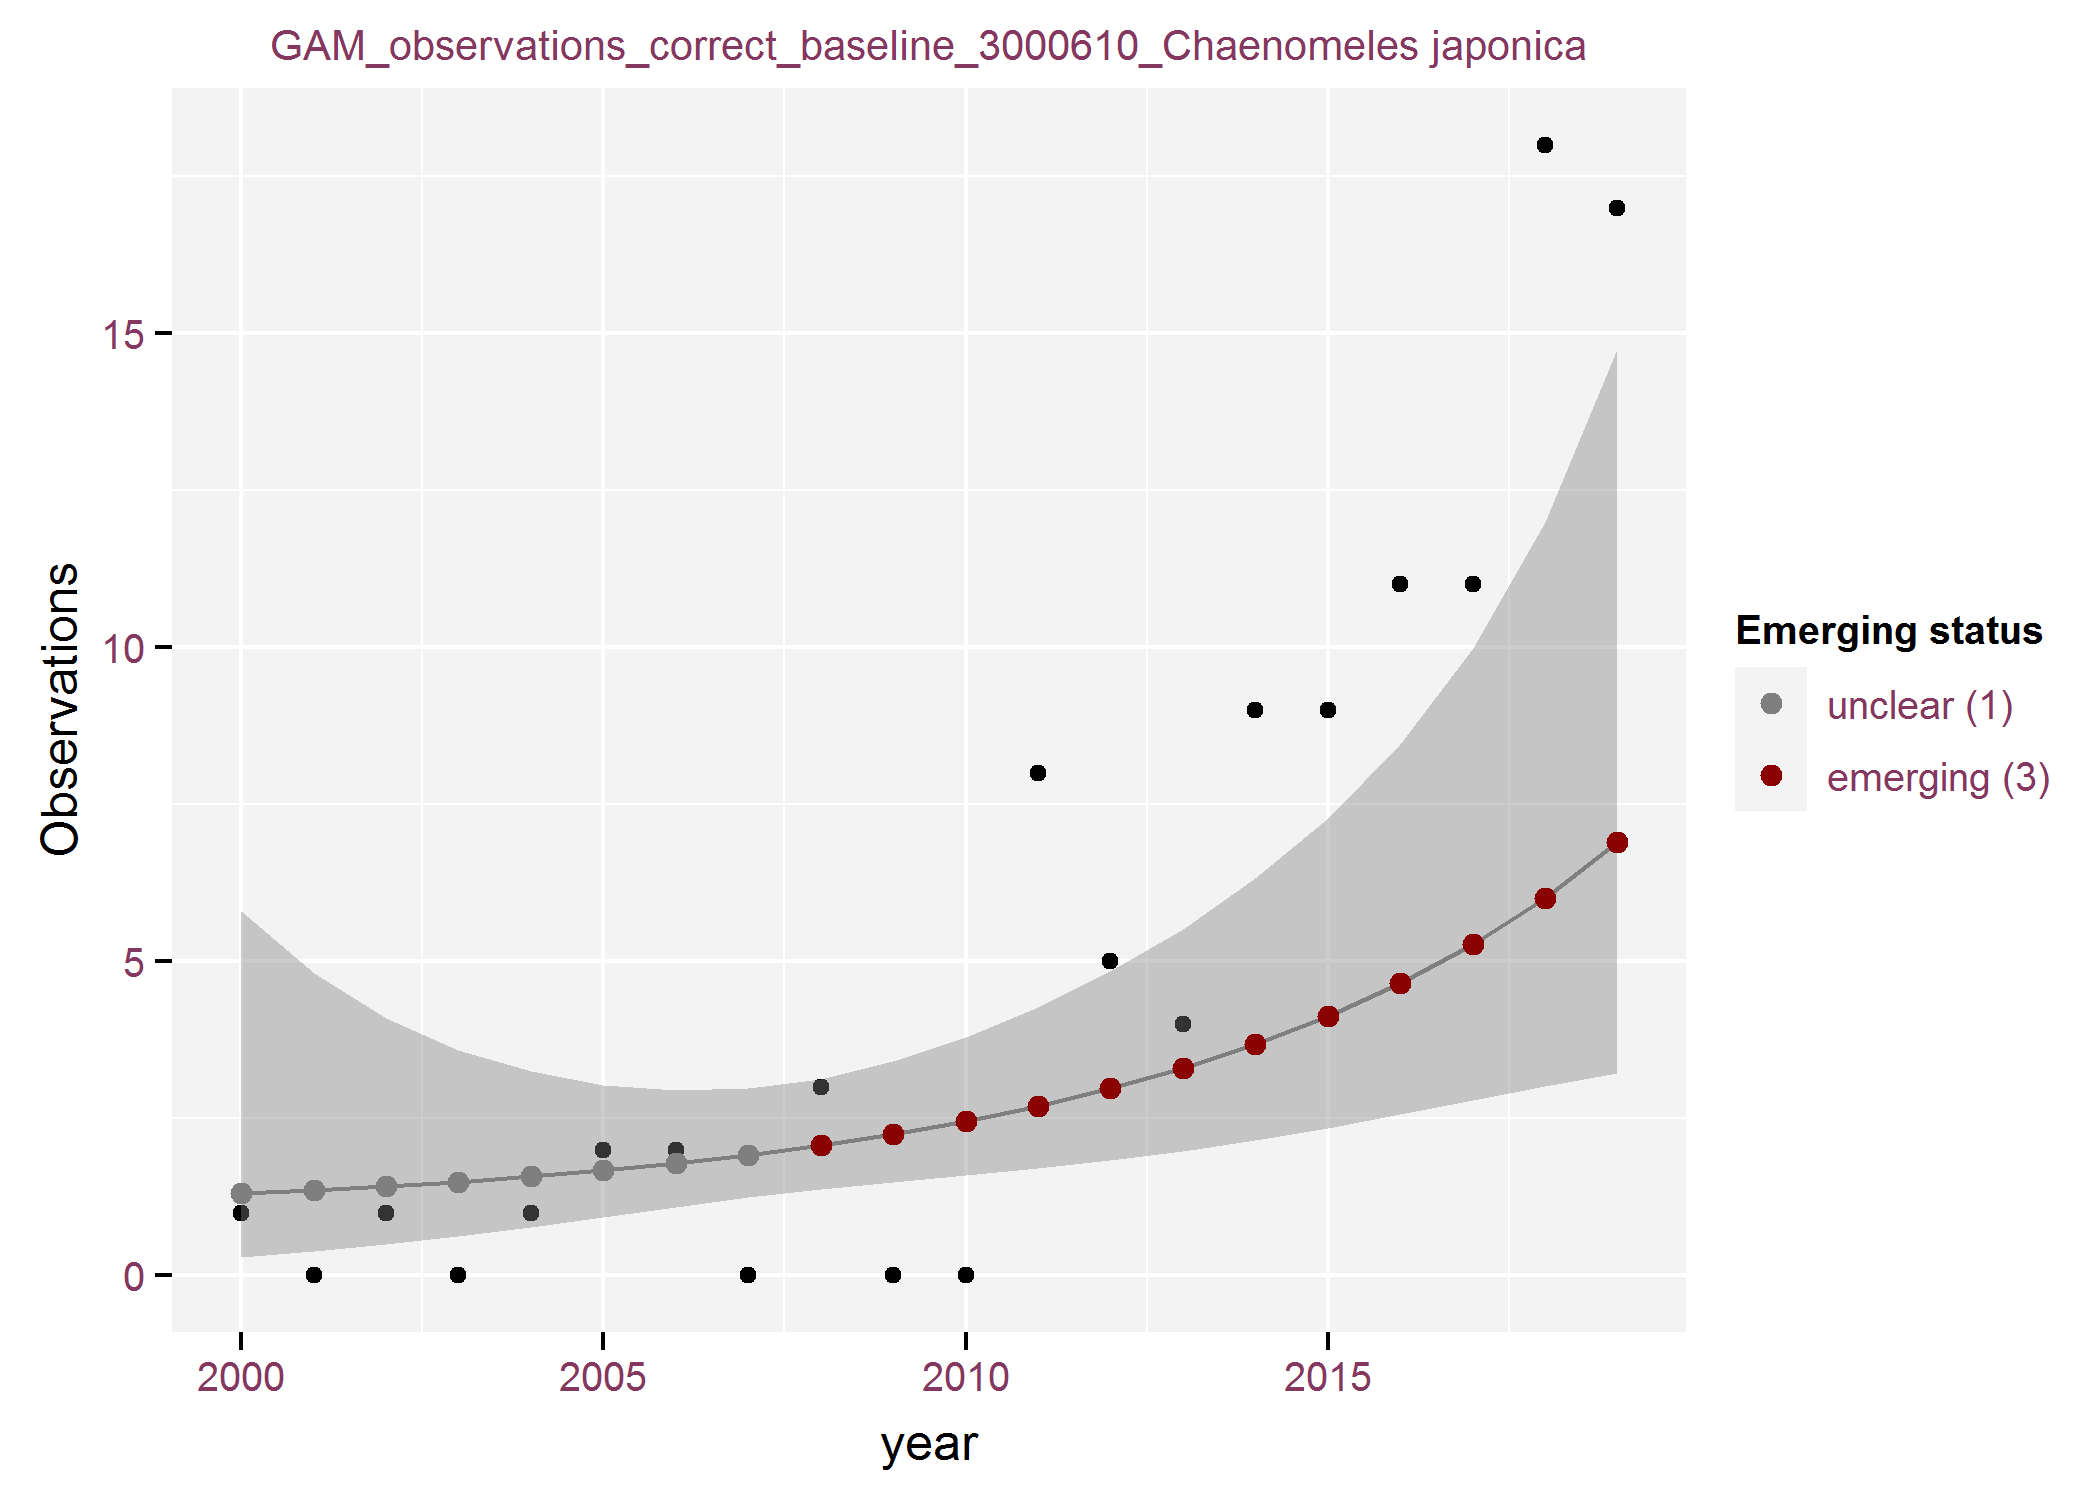 GAM_observations_correct_baseline_3000610_Chaenomeles japonica
Observations
15
10
5
0
2000 2005 2010 2015
year
Emerging status
unclear (1)
emerging (3)